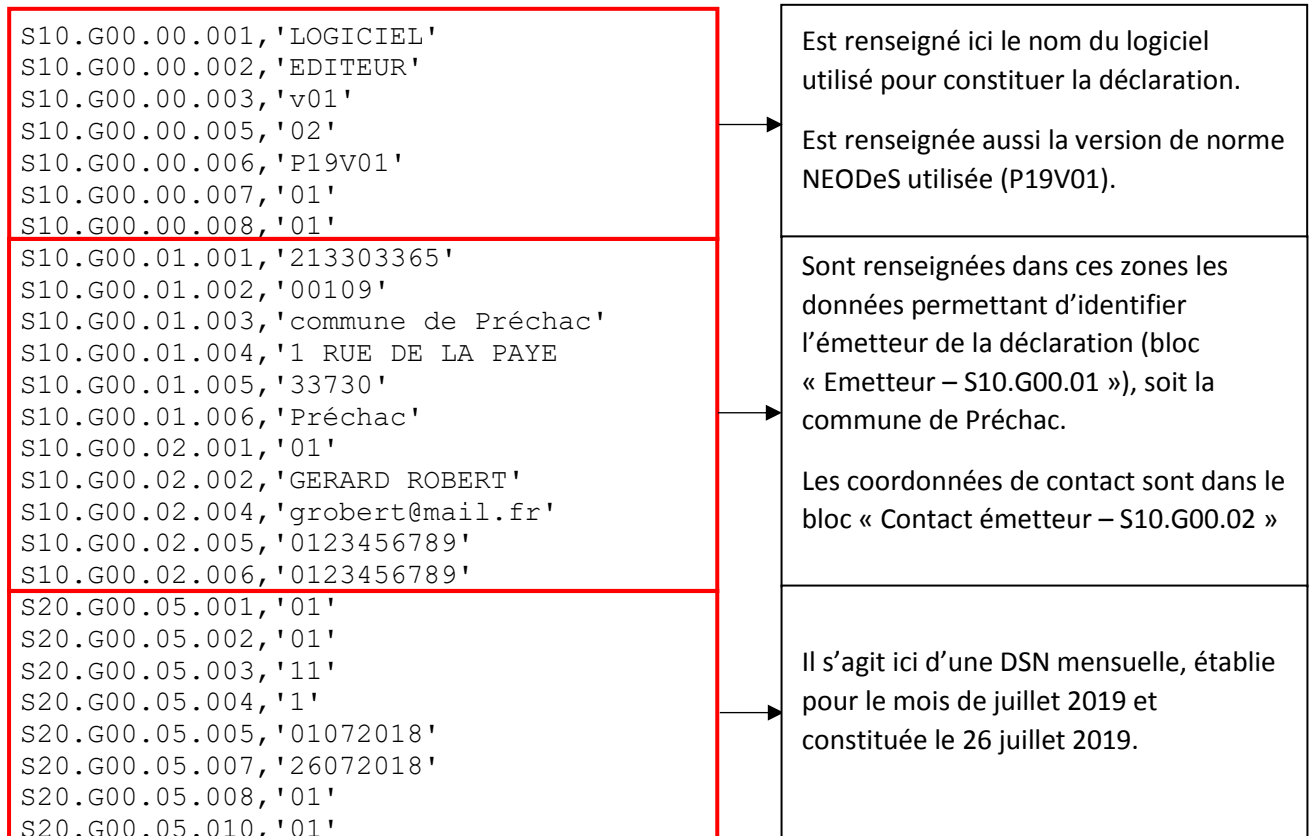 S10.G00.00.001,'LOGICIEL'
S10.G00.00.002,'EDITEUR'
S10.G00.00.003,'v01'
S10.G00.00.005,'02'
S10.G00.00.006,'P19V01'
S10.G00.00.007,'01'
S10.G00.00.008,'01'
Est renseigné ici le nom du logiciel
utilisé pour constituer la déclaration.
Est renseignée aussi la version de norme
NEODeS utilisée (P19V01).
S10.G00.01.001,'213303365'
S10.G00.01.002,'00109'
S10.G00.01.003,'commune de Préchac'
S10.G00.01.004,'1 RUE DE LA PAYE
S10.G00.01.005,'33730'
S10.G00.01.006,'Préchac'
S10.G00.02.001,'01'
S10.G00.02.002,'GERARD ROBERT'
S10.G00.02.004,'grobert@mail.fr'
S10.G00.02.005,'0123456789'
S10.G00.02.006,'0123456789'
Sont renseignées dans ces zones les
données permettant d’identifier
l’émetteur de la déclaration (bloc
« Emetteur – S10.G00.01 »), soit la
commune de Préchac.
Les coordonnées de contact sont dans le
bloc « Contact émetteur – S10.G00.02 »
S20.G00.05.001,'01'
S20.G00.05.002,'01'
S20.G00.05.003,'11'
S20.G00.05.004,'1'
S20.G00.05.005,'01072018'
S20.G00.05.007,'26072018'
S20.G00.05.008,'01'
S20.G00.05.010,'01'
Il s’agit ici d’une DSN mensuelle, établie
pour le mois de juillet 2019 et
constituée le 26 juillet 2019.